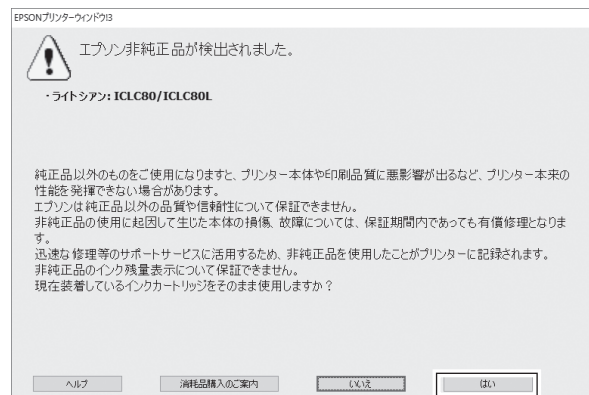 EPSONプリンターウィンドウ!3
エプソン非純正品が検出されました。
・ライトシアン: ICLC80/ICLC80L
純正品以外のものをご使用になりますと、プリンター本体や印刷品質に悪影響が出るなど、プリンター本来の
性能を発揮できない場合があります。
エプソンは純正品以外の品質や信頼性について保証できません。
非純正品の使用に起因して生じた本体の損傷、故障については、保証期間内であっても有償修理となりま
す。
迅速な修理等のサポートサービスに活用するため、非純正品を使用したことがプリンターに記録されます。
非純正品のインク残量表示について保証できません。
現在装着しているインクカートリッジをそのまま使用しますか？
ヘルプ 消耗品購入のご案内 いいえ はい